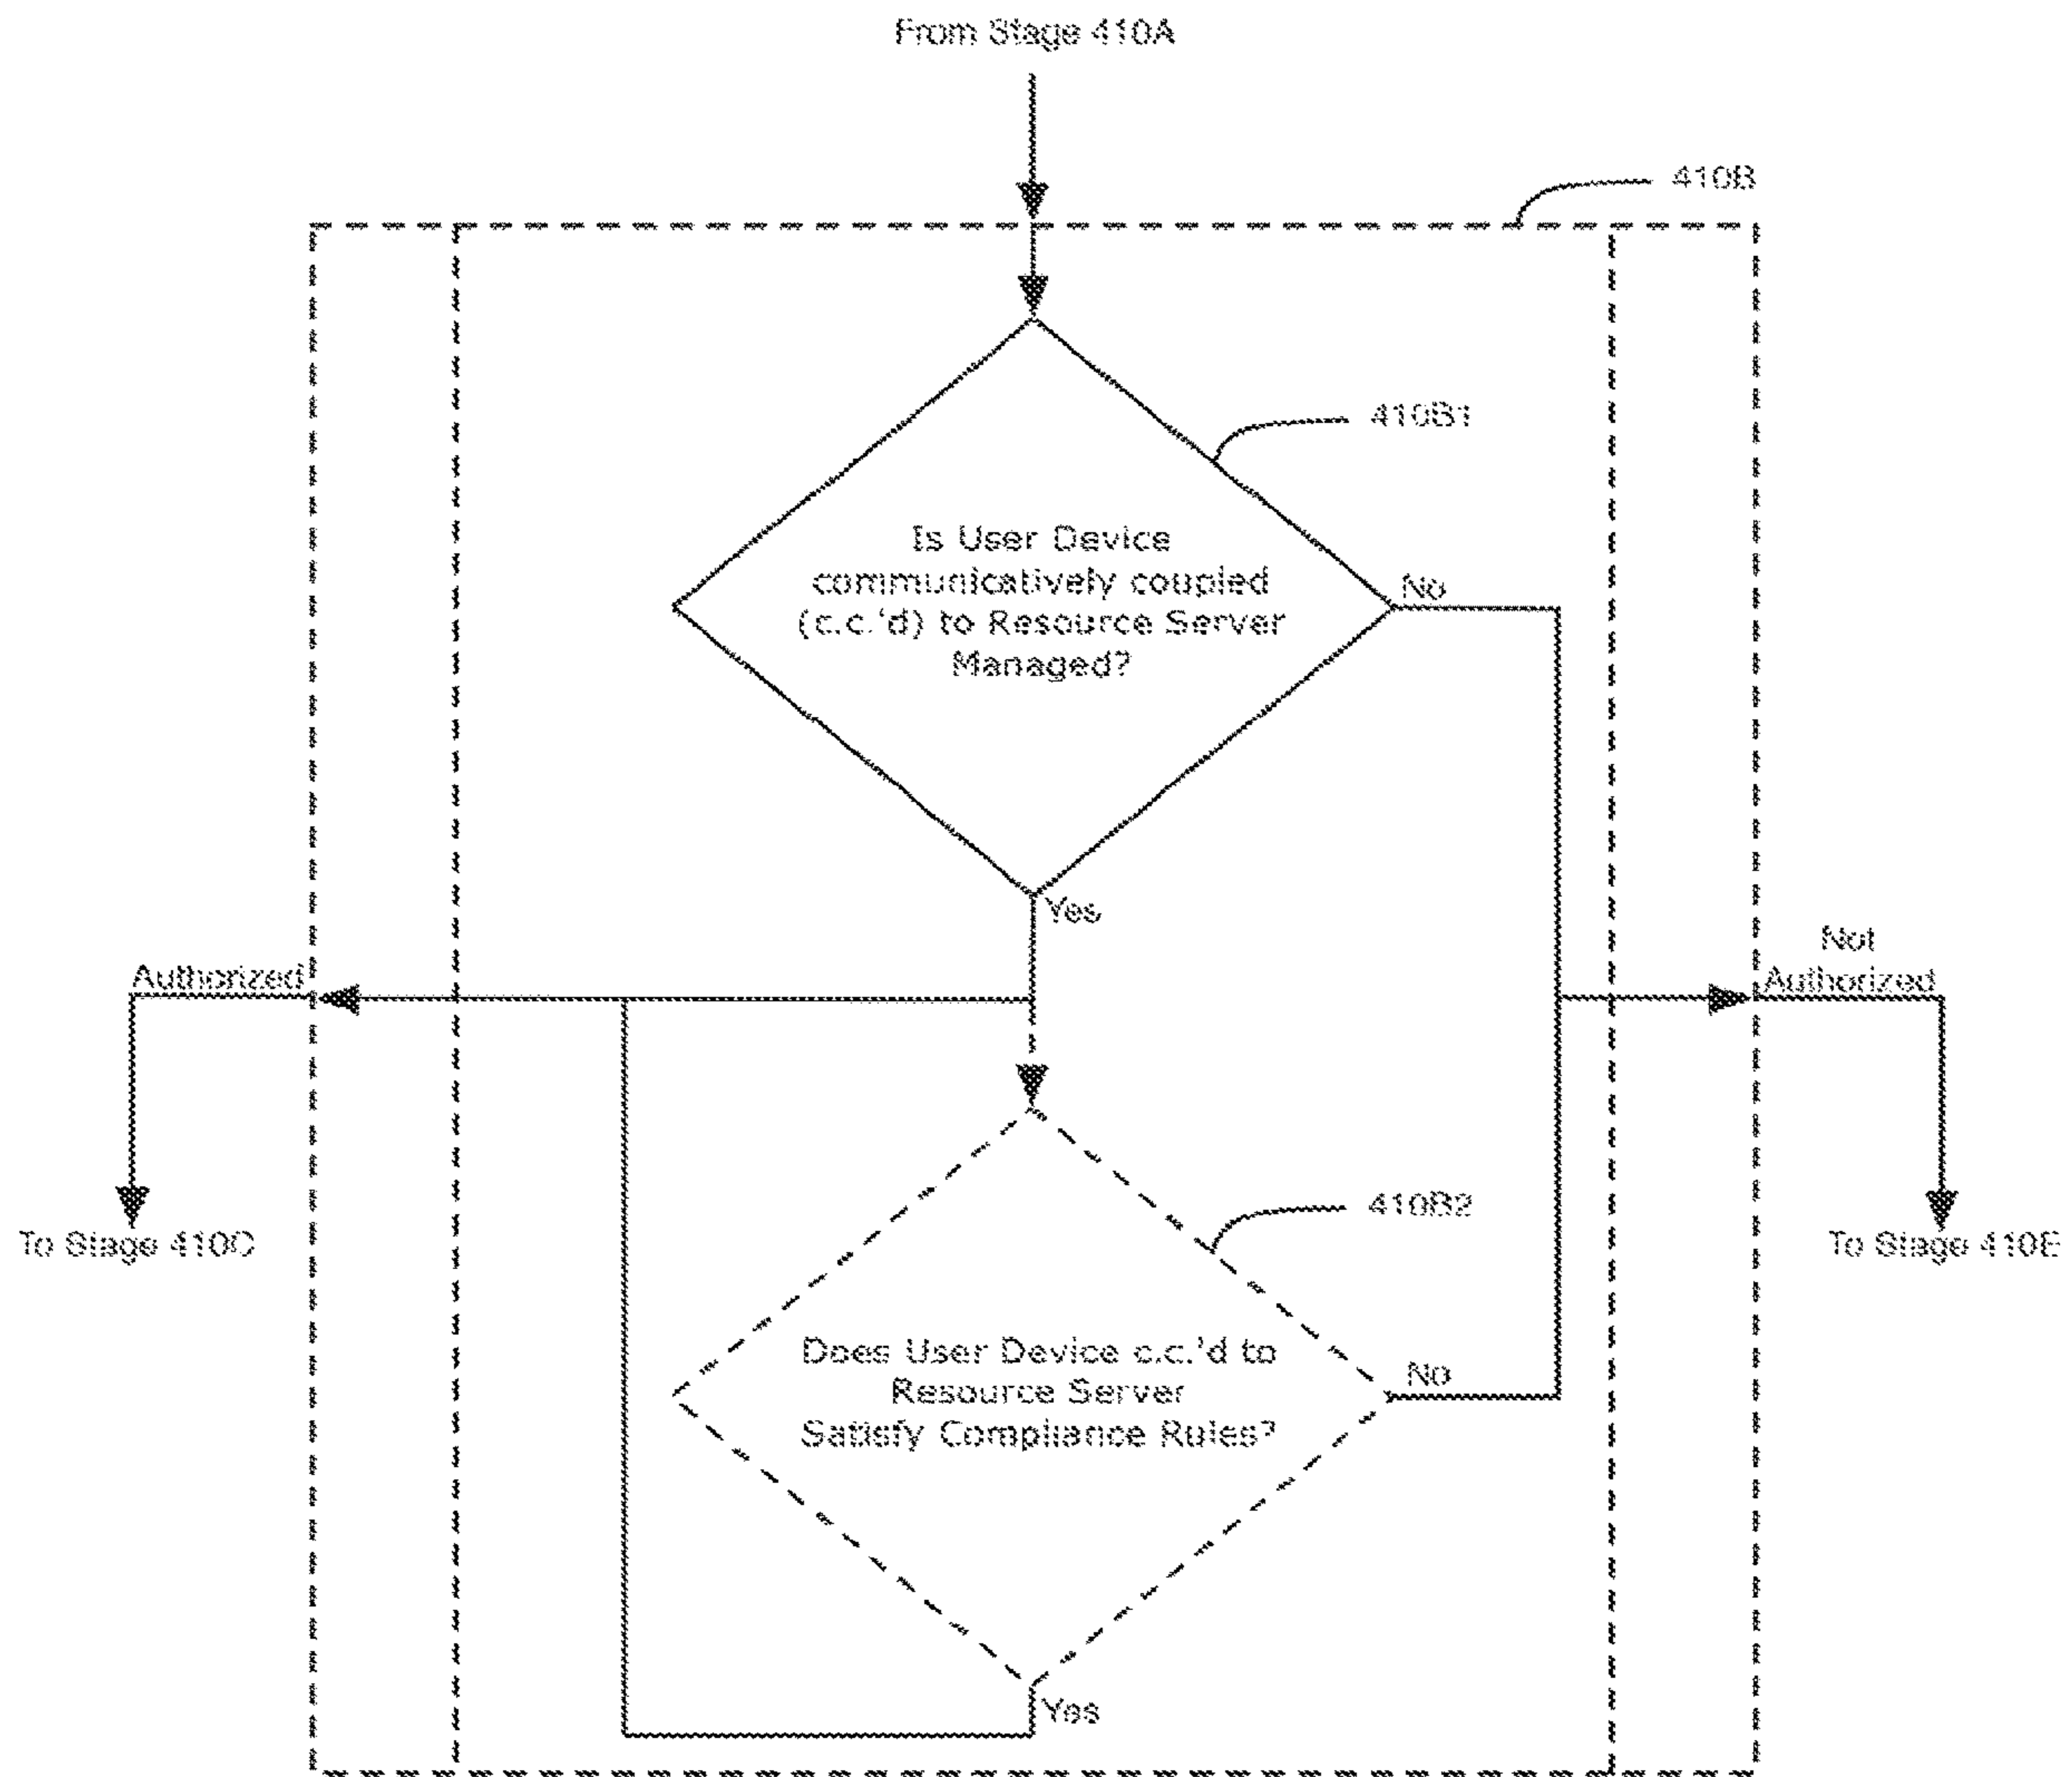 From Stage 410A
410B
410B1
Is User Device
communicatively coupled
(c.c.'d) to Resource Server
Managed?
No
Yes
Authorized
Not
Authorized
410B2
To Stage 410C
To Stage 410E
Does User Device c.c.'d to
Resource Server
Satisfy Compliance Rules?
No
Yes